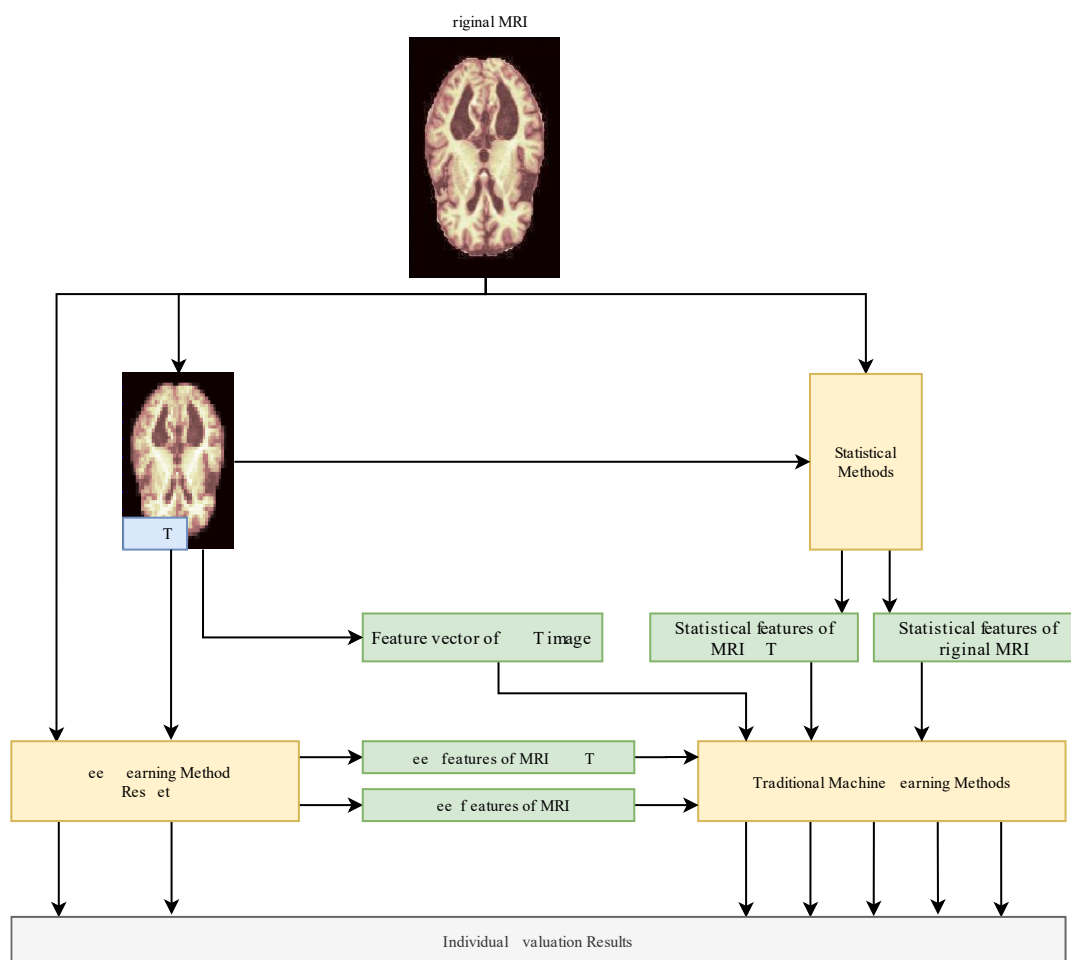 riginal MRI
Statistical
Methods
T
Feature vector of T image
Statistical features of
MRI T
Statistical features of
riginal MRI
ee earning Method
Res et
ee features of MRI T
ee f eatures of MRI
Traditional Machine earning Methods
Individual valuation Results